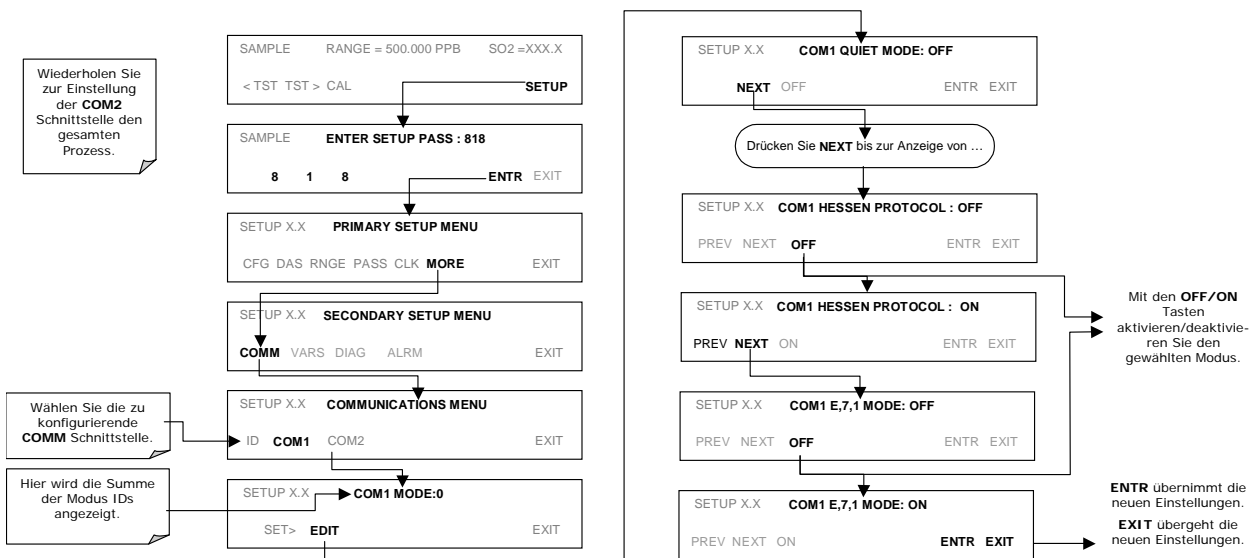 Wiederholen Sie
zur Einstellung
der COM2
Schnittstelle den
gesamten
Prozess.
SAMPLE RANGE = 500.000 PPB SO2 =XXX.X
< TST TST > CAL SETUP
SAMPLE ENTER SETUP PASS : 818
8 1 8 ENTR EXIT
SETUP X.X PRIMARY SETUP MENU
CFG DAS RNGE PASS CLK MORE EXIT
SETUP X.X SECONDARY SETUP MENU
COMM VARS DIAG ALRM EXIT
Wählen Sie die zu
konfigurierende
COMM Schnittstelle.
SETUP X.X COMMUNICATIONS MENU
ID COM1 COM2 EXIT
Hier wird die Summe
der Modus IDs
angezeigt.
SETUP X.X COM1 MODE:0
SET> EDIT EXIT
SETUP X.X COM1 QUIET MODE: OFF
NEXT OFF ENTR EXIT
Drücken Sie NEXT bis zur Anzeige von ...
SETUP X.X COM1 HESSEN PROTOCOL : OFF
PREV NEXT OFF ENTR EXIT
SETUP X.X COM1 HESSEN PROTOCOL : ON
PREV NEXT ON ENTR EXIT
SETUP X.X COM1 E,7,1 MODE: OFF
PREV NEXT OFF ENTR EXIT
SETUP X.X COM1 E,7,1 MODE: ON
PREV NEXT ON ENTR EXIT
Mit den OFF/ON
Tasten
aktivieren/deaktivie-
ren Sie den
gewählten Modus.
ENTR übernimmt die
neuen Einstellungen.
EXIT übergeht die
neuen Einstellungen.